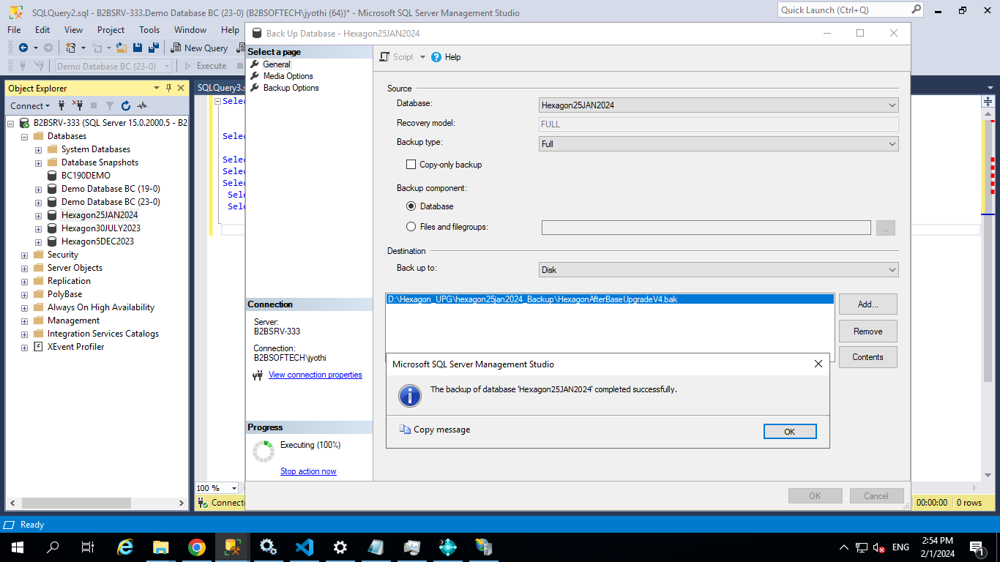 SQLQuery2.sql - B2BSRV-333.Demo Database BC (23-0) (B2BSOFTECH\jyothi (64))* - Microsoft SQL Server Management Studio
Quick Launch (Ctrl+Q)
File Edit View Project Tools Window Help
New Query
Demo Database BC (23-0)
Execute
Object Explorer
Connect
B2BSRV-333 (SQL Server 15.0.2000.5 - B2
Databases
System Databases
Database Snapshots
BC190DEMO
Demo Database BC (19-0)
Demo Database BC (23-0)
Hexagon25JAN2024
Hexagon30JULY2023
Hexagon5DEC2023
Security
Server Objects
Replication
PolyBase
Always On High Availability
Management
Integration Services Catalogs
XEvent Profiler
SQLQuery3.s
Selec
Selec
Selec
Selec
Selec
Sele
Sele
100 %
Connecte
00:00:00
0 rows
Back Up Database - Hexagon25JAN2024
Select a page
General
Media Options
Backup Options
Connection
Server:
B2BSRV-333
Connection:
B2BSOFTECH\jyothi
View connection properties
Progress
Executing (100%)
Stop action now
Script
Help
Source
Database:
Hexagon25JAN2024
Recovery model:
FULL
Backup type:
Full
Copy-only backup
Backup component:
Database
Files and filegroups:
...
Destination
Back up to:
Disk
D:\Hexagon_UPG\hexagon25jan2024_Backup\HexagonAfterBaseUpgradeV4.bak
Add...
Remove
Contents
Microsoft SQL Server Management Studio
The backup of database 'Hexagon25JAN2024' completed successfully.
Copy message
OK
OK
Cancel
Ready
ENG
2:54 PM
2/1/2024
1